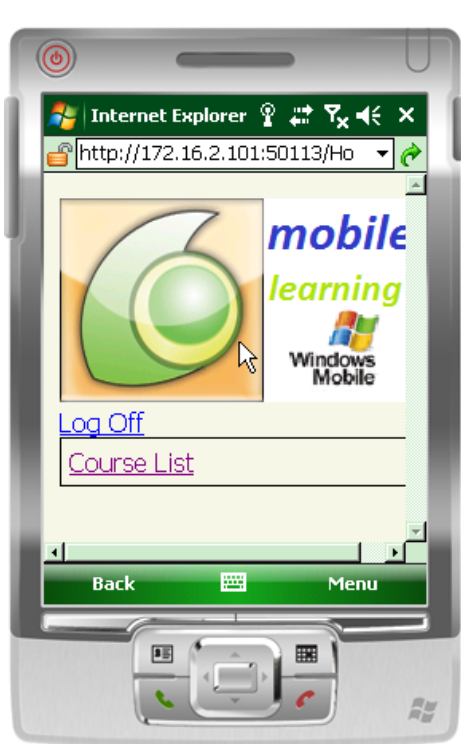 Internet Explorer
http://172.16.2.101:50113/Ho
mobile
learning
Windows
Mobile
Log Off
Course List
Back
Menu